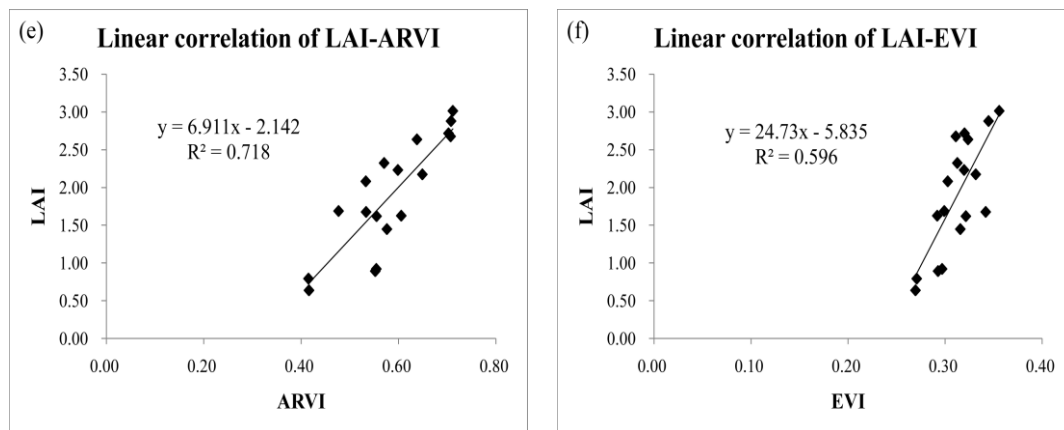 (e)
Linear correlation of LAI-ARVI
3.50
3.00
2.50
2.00
1.50
1.00
0.50
0.00
LAI
y = 6.911x - 2.142
R² = 0.718
0.00 0.20 0.40 0.60 0.80
ARVI
(f)
Linear correlation of LAI-EVI
3.50
3.00
2.50
2.00
1.50
1.00
0.50
0.00
LAI
y = 24.73x - 5.835
R² = 0.596
0.00 0.10 0.20 0.30 0.40
EVI